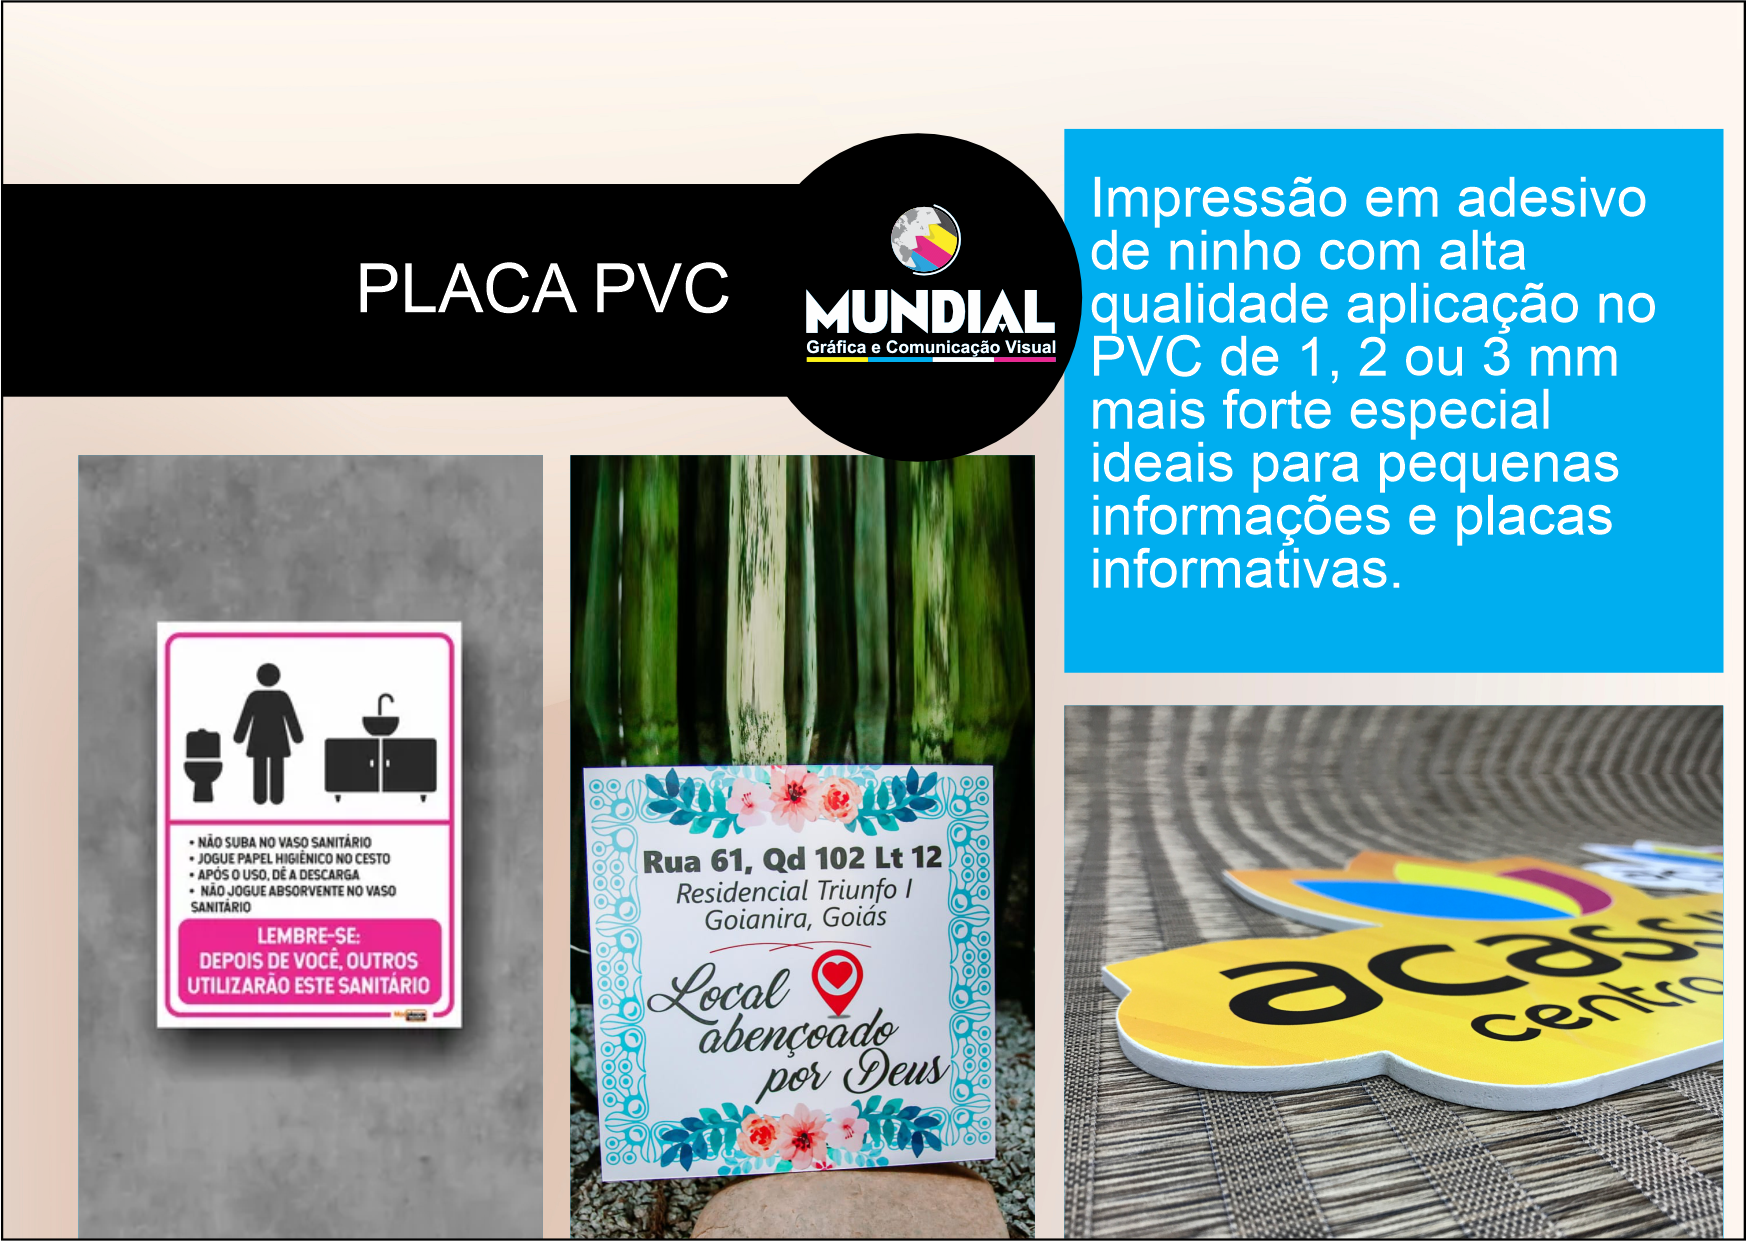 PLACA PVC
MUNDIAL
Gráfica e Comunicação Visual
Impressão em adesivo
de ninho com alta
qualidade aplicação no
PVC de 1, 2 ou 3 mm
mais forte especial
ideais para pequenas
informações e placas
informativas.
• NÃO SUBA NO VASO SANITÁRIO
• JOGUE PAPEL HIGIÊNICO NO CESTO
• APÓS O USO, DÊ A DESCARGA
• NÃO JOGUE ABSORVENTE NO VASO
SANITÁRIO
LEMBRE-SE:
DEPOIS DE VOCÊ, OUTROS
UTILIZARÃO ESTE SANITÁRIO
Rua 61, Qd 102 Lt 12
Residencial Triunfo I
Goianira, Goiás
Local
abençoado
por Deus
acass
centro